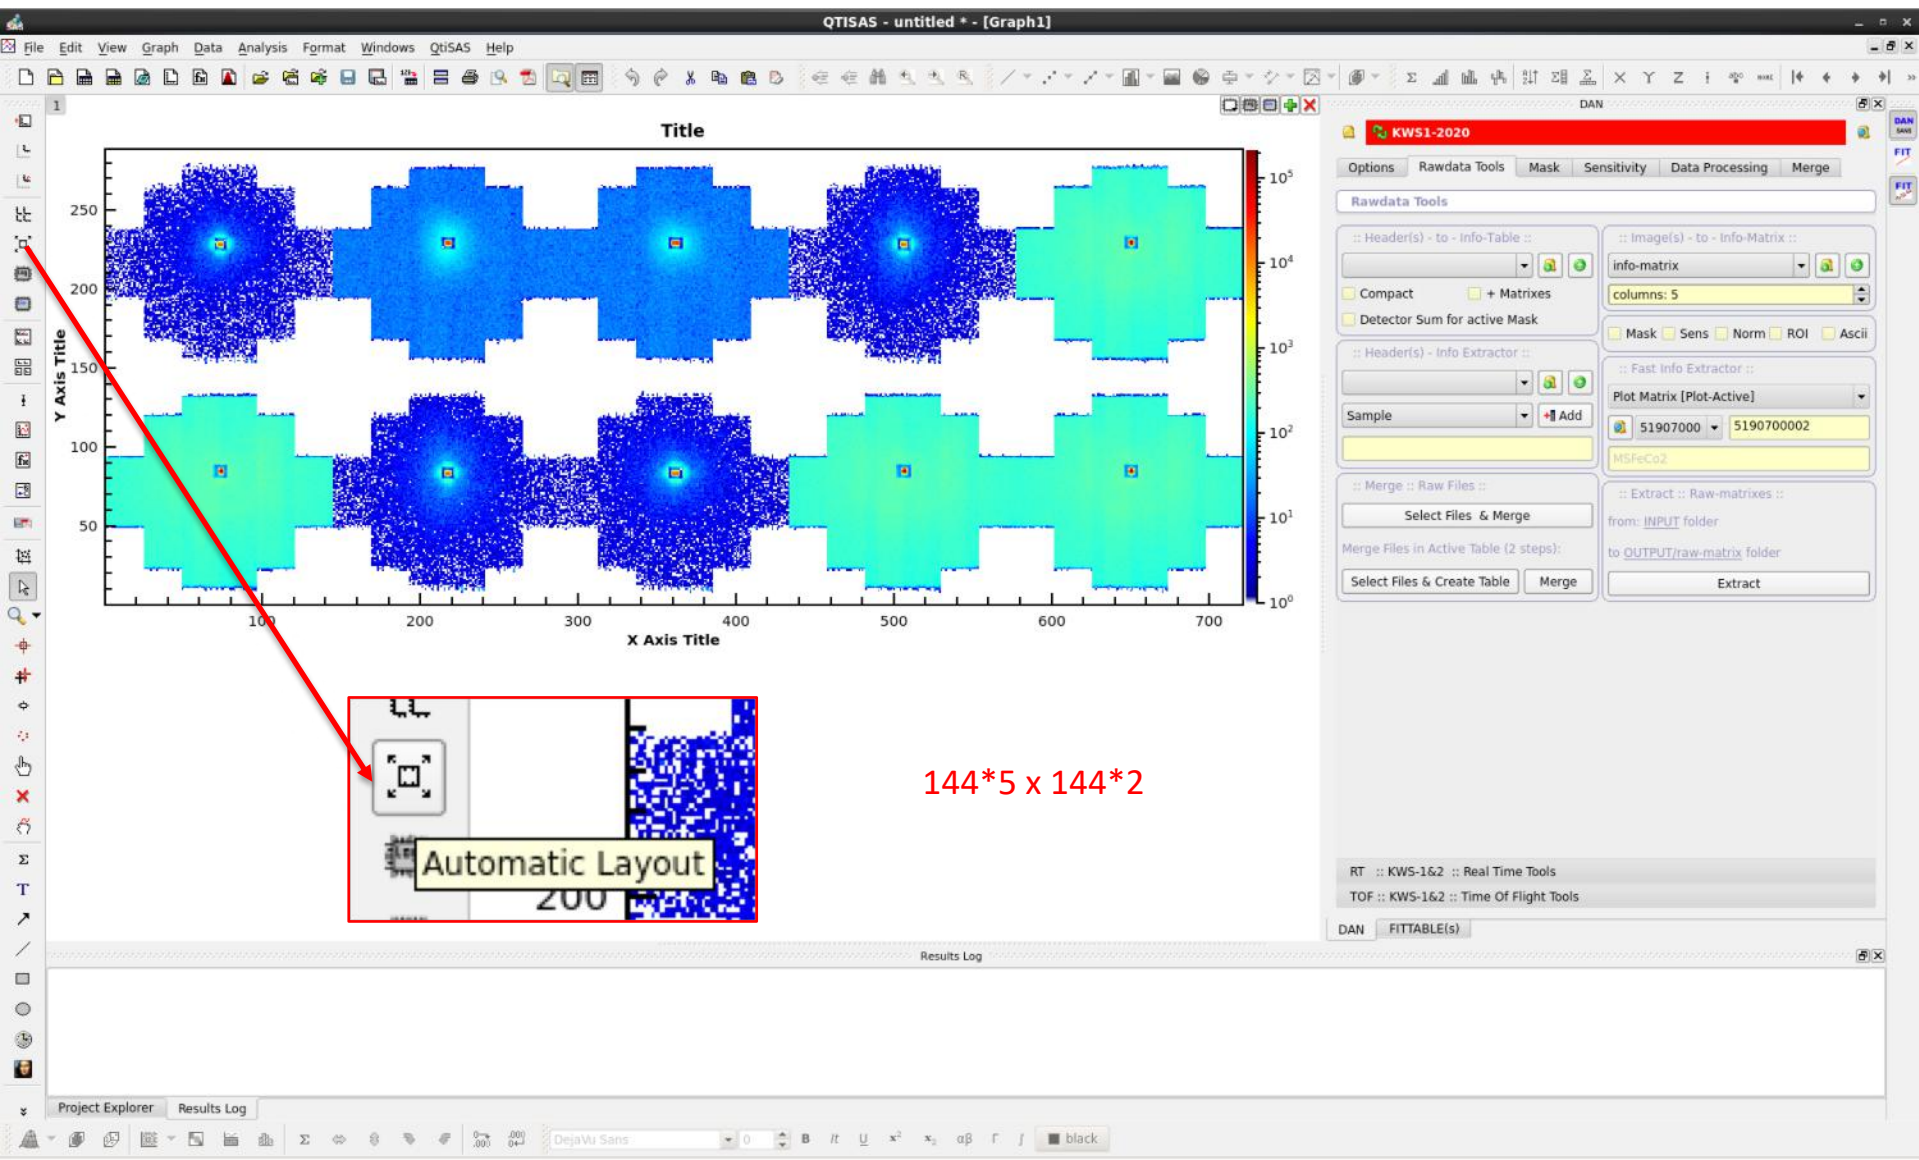 QTISAS - untitled * - [Graph1]
File Edit View Graph Data Analysis Format Windows QtiSAS Help
1
DAN
KWS1-2020
DAN
SANS
FIT
FIT
Options Rawdata Tools Mask Sensitivity Data Processing Merge
Rawdata Tools
:: Header(s) - to - Info-Table ::
Compact + Matrixes
Detector Sum for active Mask
:: Header(s) - Info Extractor ::
Sample Add
:: Merge :: Raw Files ::
Select Files & Merge
Merge Files in Active Table (2 steps):
Select Files & Create Table Merge
:: Image(s) - to - Info-Matrix ::
info-matrix
columns: 5
Mask Sens Norm ROI Ascii
:: Fast Info Extractor ::
Plot Matrix [Plot-Active]
51907000 5190700002
MSFeCo2
:: Extract :: Raw-matrixes ::
from: INPUT folder
to OUTPUT/raw-matrix folder
Extract
Title
Y Axis Title
250
200
150
100
50
100 200 300 400 500 600 700
X Axis Title
10⁵
10⁴
10³
10²
10¹
10⁰
Automatic Layout
200
144*5 x 144*2
RT :: KWS-1&2 :: Real Time Tools
TOF :: KWS-1&2 :: Time Of Flight Tools
DAN FITTABLE(s)
Results Log
Project Explorer Results Log
DejaVu Sans 0 B It U x² x₂ αβ Γ ∫ black